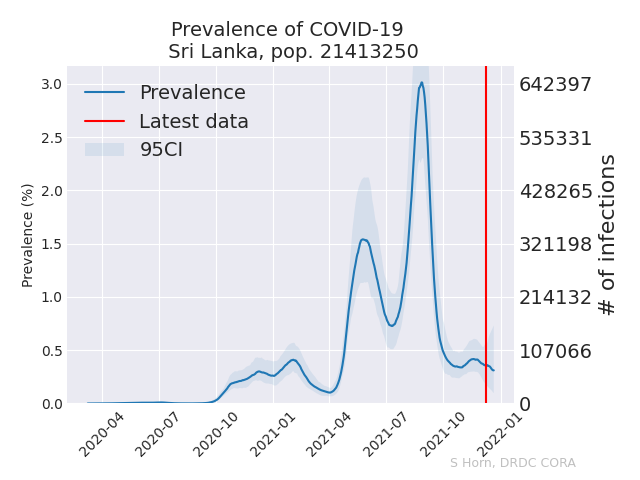 Prevalence of COVID-19
Sri Lanka, pop. 21413250
Prevalence
Latest data
95CI
Prevalence (%)
3.0
2.5
2.0
1.5
1.0
0.5
0.0
642397
535331
428265
321198
214132
107066
0
# of infections
2020-04
2020-07
2020-10
2021-01
2021-04
2021-07
2021-10
2022-01
S Horn, DRDC CORA